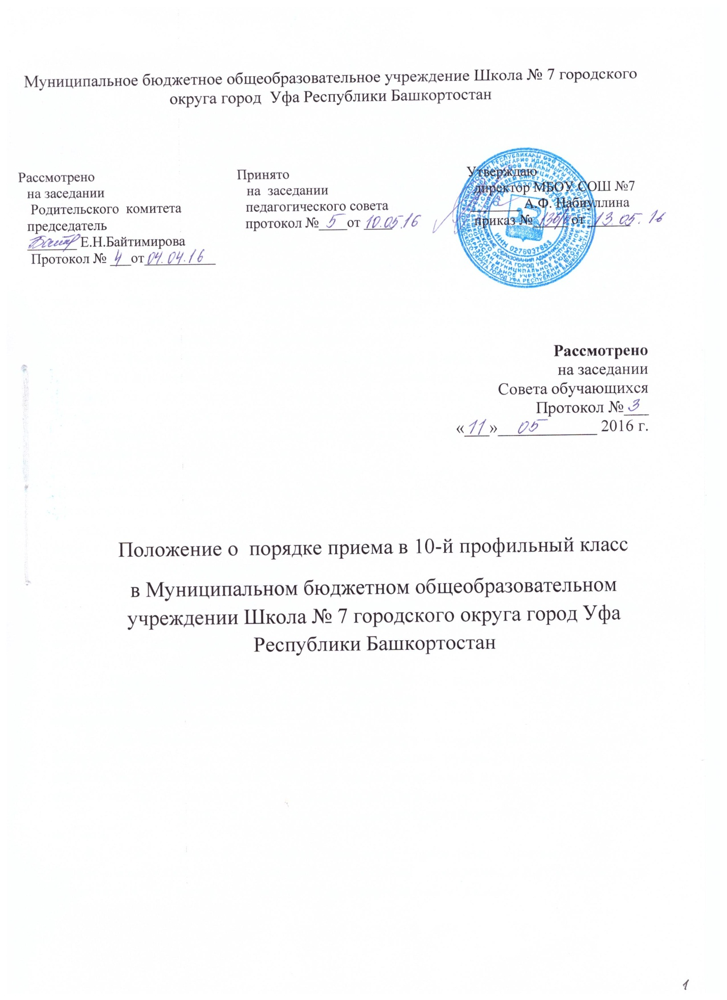 Муниципальное бюджетное общеобразовательное учреждение Школа № 7 городского
округа город Уфа Республики Башкортостан
Рассмотрено
на заседании
Родительского комитета
председатель
_______ Е.Н.Байтимирова
Протокол № 4 от 04.04.16
Принято
на заседании
педагогического совета
протокол № 5 от 10.05.16
Утверждаю
директор МБОУ СОШ №7
_______ А.Ф. Набиуллина
приказ № от 13.05.16
ИНН 0276037853
Рассмотрено
на заседании
Совета обучающихся
Протокол № 3
«11» 05 2016 г.
Положение о порядке приема в 10-й профильный класс
в Муниципальном бюджетном общеобразовательном
учреждении Школа № 7 городского округа город Уфа
Республики Башкортостан
1